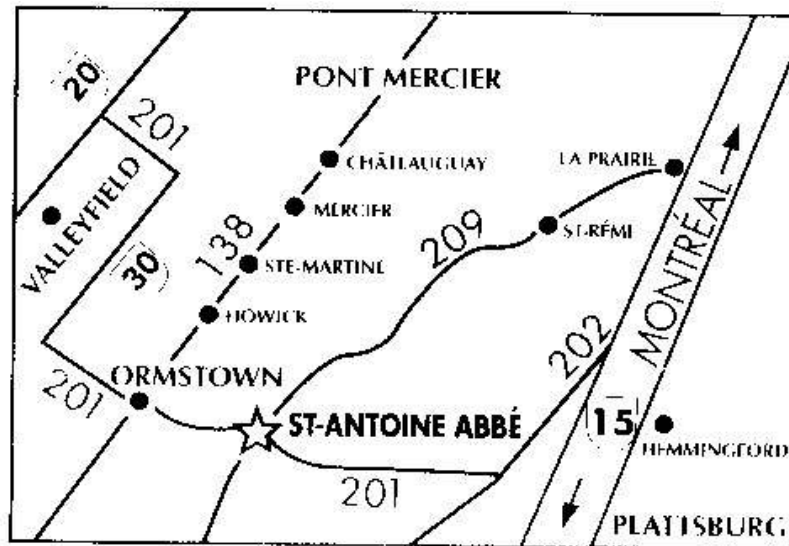 20
201
PONT MERCIER
CHÂTEAUGUAY
LA PRAIRIE
MERCIER
ST-RÉMI
VALLEYFIELD
30
138
209
STE-MARTINE
MONTRÉAL
HOWICK
202
ORMSTOWN
201
ST-ANTOINE ABBÉ
15
HEMMINGFORD
201
PLATTSBURG